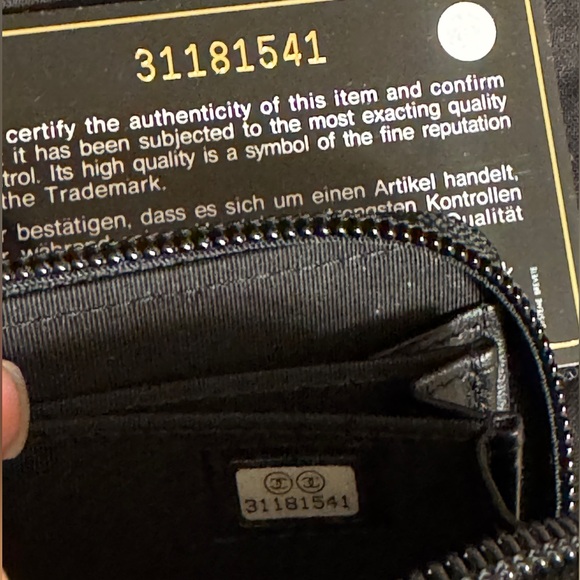 31181541
certify the authenticity of this item and confirm
it has been subjected to the most exacting quality
trol. Its high quality is a symbol of the fine reputation
the Trademark.
bestätigen, dass es sich um einen Artikel handelt,
während
Kontrollen
Qualität
31181541